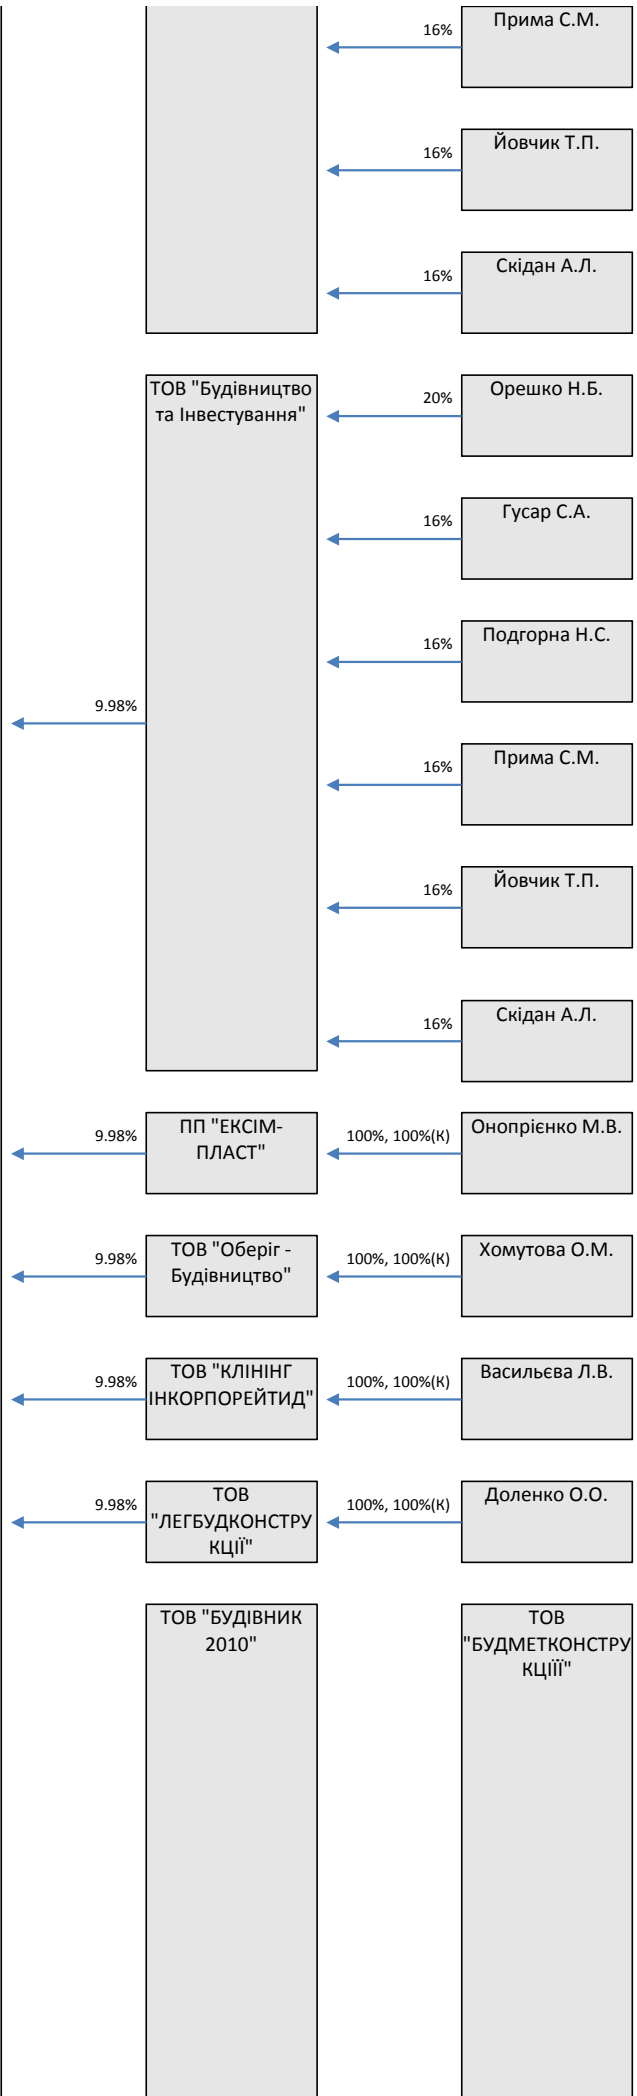 16%
Прима С.М.
16%
Йовчик Т.П.
16%
Скідан А.Л.
ТОВ "Будівництво
та Інвестування"
9.98%
20%
Орешко Н.Б.
16%
Гусар С.А.
16%
Подгорна Н.С.
16%
Прима С.М.
16%
Йовчик Т.П.
16%
Скідан А.Л.
9.98%
ПП "ЕКСІМ-
ПЛАСТ"
100%, 100%(К)
Онопрієнко М.В.
9.98%
ТОВ "Оберіг -
Будівництво"
100%, 100%(К)
Хомутова О.М.
9.98%
ТОВ "КЛІНІНГ
ІНКОРПОРЕЙТИД"
100%, 100%(К)
Васильєва Л.В.
9.98%
ТОВ
"ЛЕГБУДКОНСТРУ
КЦІЇ"
100%, 100%(К)
Доленко О.О.
ТОВ "БУДІВНИК
2010"
ТОВ
"БУДМЕТКОНСТРУ
КЦІЇЇ"